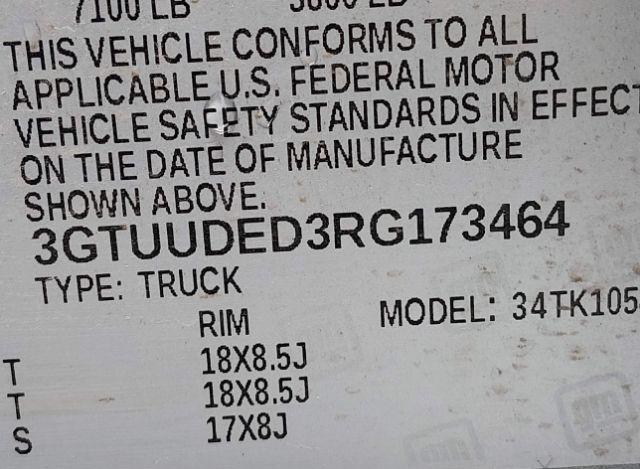 7100 LB
THIS VEHICLE CONFORMS TO ALL
APPLICABLE U.S. FEDERAL MOTOR
VEHICLE SAFETY STANDARDS IN EFFECT
ON THE DATE OF MANUFACTURE
SHOWN ABOVE.
3GTUUDED3RG173464
TYPE: TRUCK
MODEL: 34TK105
RIM
T 18X8.5J
T 18X8.5J
S 17X8J
gm